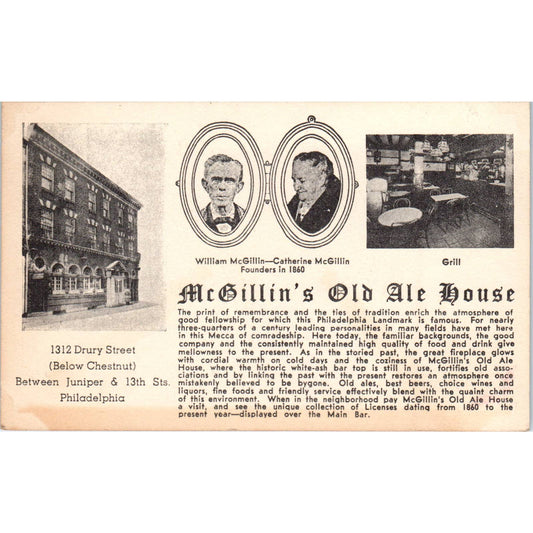 William McGillin—Catherine McGillin
Founders in 1860
Grill
McGillin's Old Ale House
1312 Drury Street
(Below Chestnut)
Between Juniper & 13th Sts.
Philadelphia
The print of remembrance and the ties of tradition enrich the atmosphere of
good fellowship for which this Philadelphia Landmark is famous. For nearly
three-quarters of a century leading personalities in many fields have met here
in this Mecca of comradeship. Here today, the familiar backgrounds, the good
company and the consistently maintained high quality of food and drink give
mellowness to the present. As in the storied past, the great fireplace glows
with cordial warmth on cold days and the coziness of McGillin's Old Ale
House, where the historic white-ash bar top is still in use, fortifies old asso-
ciations and by linking the past with the present restores an atmosphere once
mistakenly believed to be bygone. Old ales, best beers, choice wines and
liquors, fine foods and friendly service effectively blend with the quaint charm
of this environment. When in the neighborhood pay McGillin's Old Ale House
a visit, and see the unique collection of Licenses dating from 1860 to the
present year—displayed over the Main Bar.